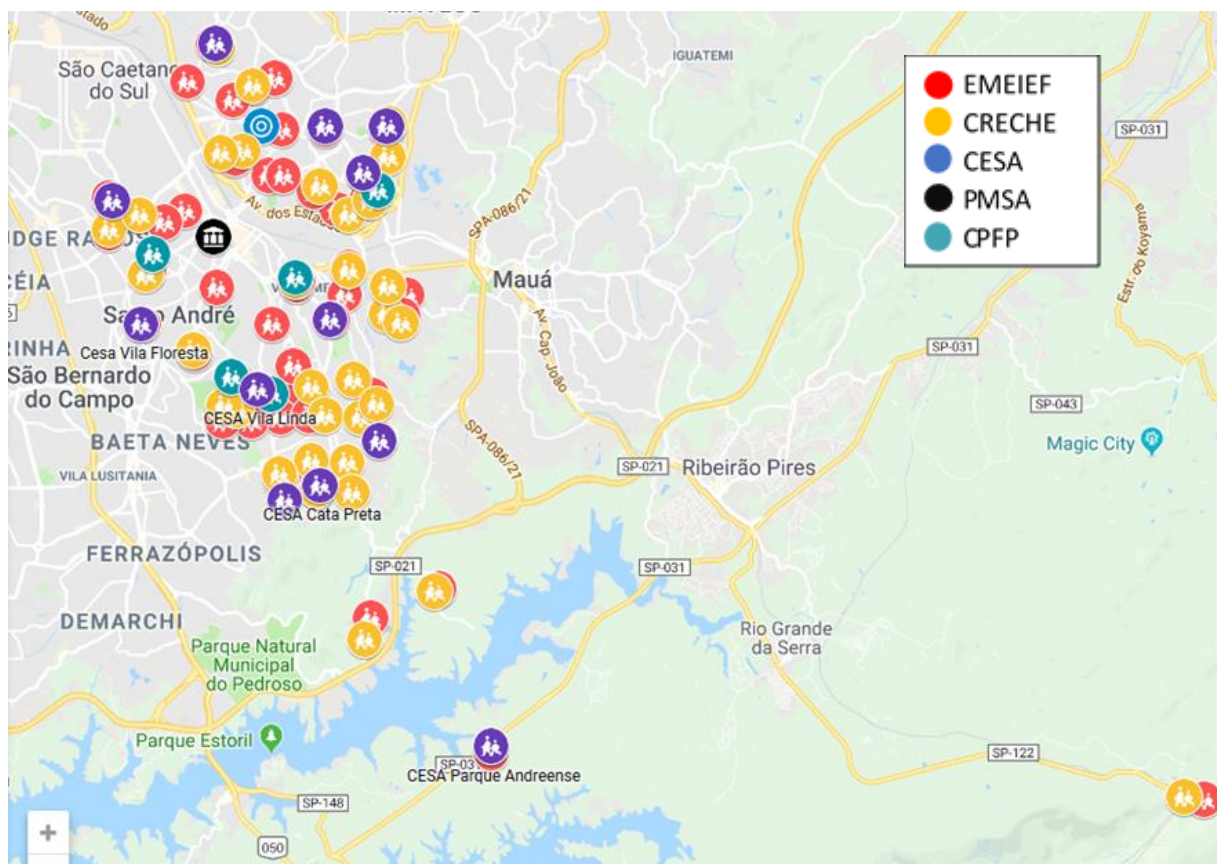 IGUATEMI
São Caetano
do Sul
EMEIEF
CRECHE
CESA
PMSA
CPFP
SP-031
SPA-086/21
Av. dos Estados
Estr. do Koyama
CÉIA
Mauá
Av. Cap. João
Cesa Vila Floresta
SP-031
São Bernardo
do Campo
SP-043
CESA Vila Linda
BAETA NEVES
Magic City
SPA-086/21
VILA LUSITANIA
SP-021
Ribeirão Pires
CESA Cata Preta
FERRAZÓPOLIS
SP-021
SP-031
DEMARCHI
Rio Grande
da Serra
Parque Natural
Municipal
do Pedroso
Parque Estoril
SP-03
CESA Parque Andreense
SP-122
SP-148
+
050